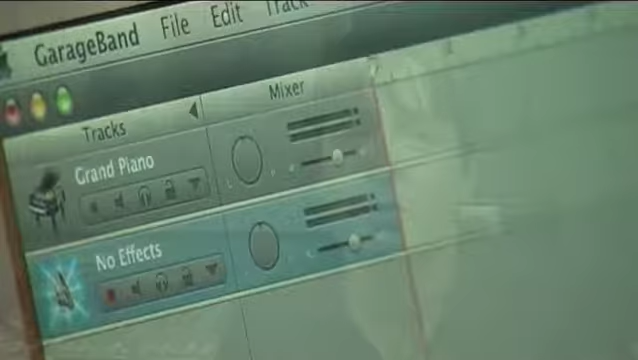 GarageBand File Edit Track
Tracks Mixer
Grand Piano
No Effects